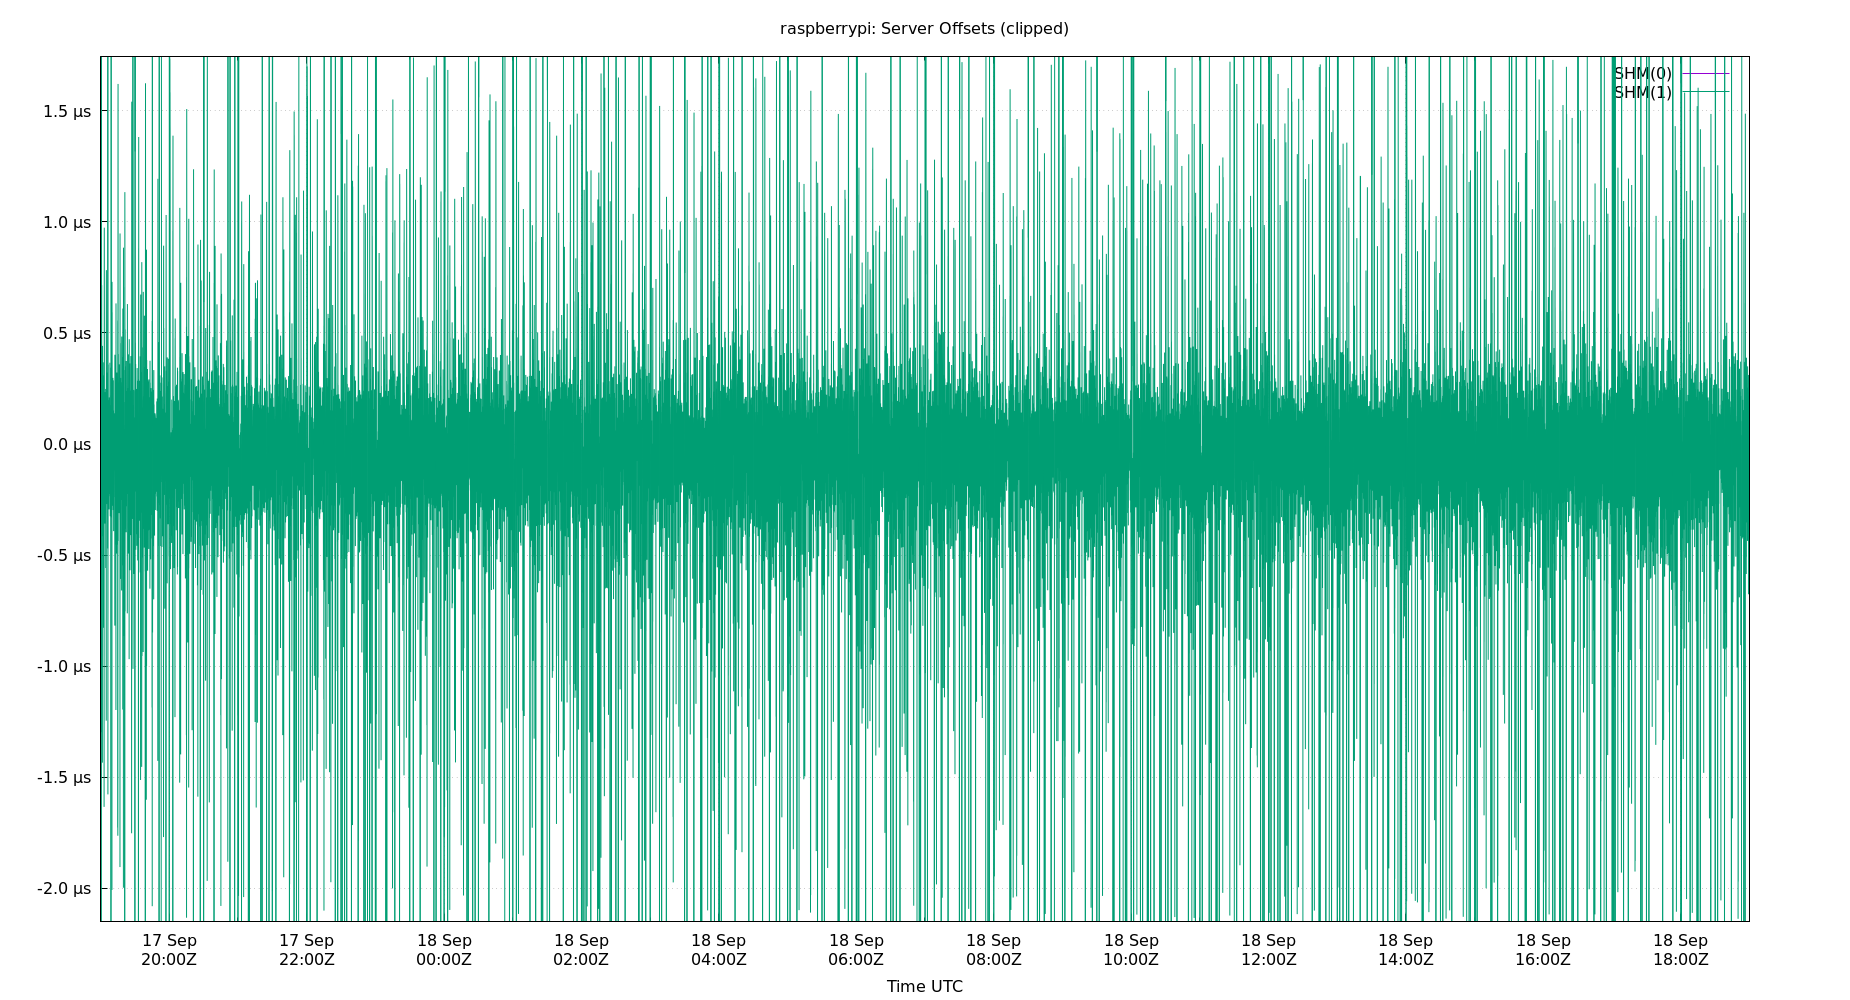 raspberrypi: Server Offsets (clipped)
SHM(0)
SHM(1)
1.5 µs
1.0 µs
0.5 µs
0.0 µs
-0.5 µs
-1.0 µs
-1.5 µs
-2.0 µs
17 Sep 17 Sep 18 Sep 18 Sep 18 Sep 18 Sep 18 Sep 18 Sep 18 Sep 18 Sep 18 Sep 18 Sep
20:00Z 22:00Z 00:00Z 02:00Z 04:00Z 06:00Z 08:00Z 10:00Z 12:00Z 14:00Z 16:00Z 18:00Z
Time UTC